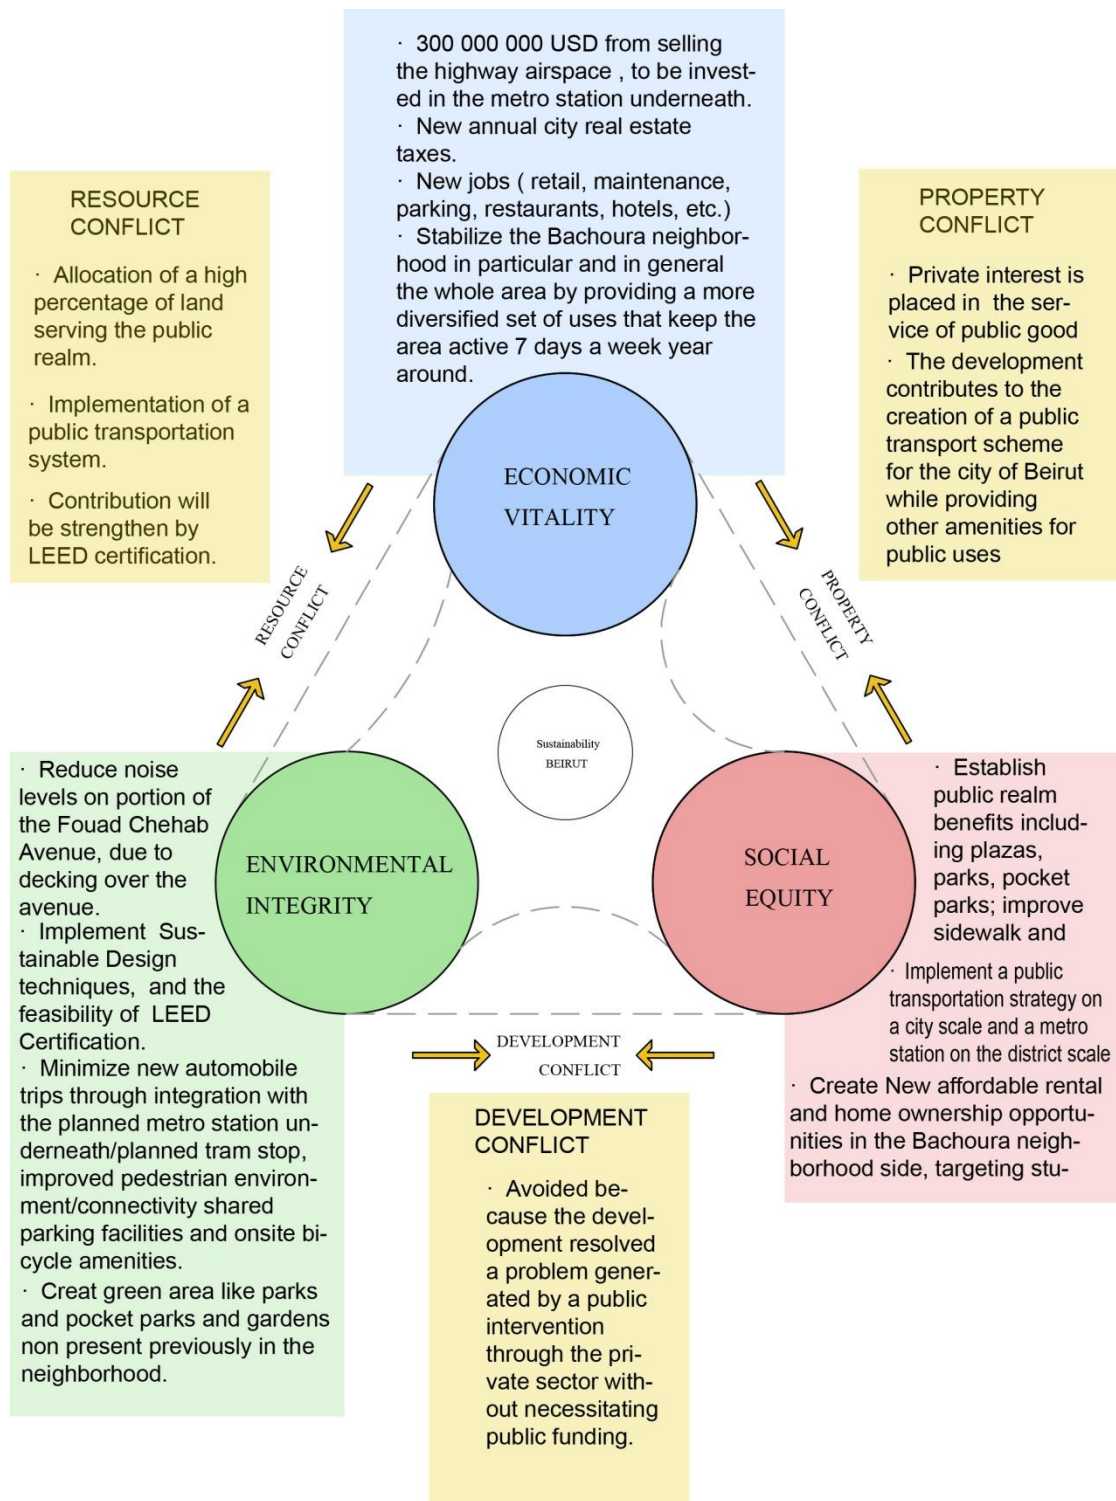 · 300 000 000 USD from selling
the highway airspace , to be invest-
ed in the metro station underneath.
· New annual city real estate
taxes.
· New jobs ( retail, maintenance,
parking, restaurants, hotels, etc.)
· Stabilize the Bachoura neighbor-
hood in particular and in general
the whole area by providing a more
diversified set of uses that keep the
area active 7 days a week year
around.
RESOURCE
CONFLICT
· Allocation of a high
percentage of land
serving the public
realm.
· Implementation of a
public transportation
system.
· Contribution will
be strengthen by
LEED certification.
PROPERTY
CONFLICT
· Private interest is
placed in the ser-
vice of public good
· The development
contributes to the
creation of a public
transport scheme
for the city of Beirut
while providing
other amenities for
public uses
ECONOMIC
VITALITY
RESOURCE
CONFLICT
PROPERTY
CONFLICT
Sustainability
BEIRUT
· Reduce noise
levels on portion of
the Fouad Chehab
Avenue, due to
decking over the
avenue.
· Implement Sus-
tainable Design
techniques, and the
feasibility of LEED
Certification.
· Minimize new automobile
trips through integration with
the planned metro station un-
derneath/planned tram stop,
improved pedestrian environ-
ment/connectivity shared
parking facilities and onsite bi-
cycle amenities.
· Creat green area like parks
and pocket parks and gardens
non present previously in the
neighborhood.
ENVIRONMENTAL
INTEGRITY
SOCIAL
EQUITY
· Establish
public realm
benefits includ-
ing plazas,
parks, pocket
parks; improve
sidewalk and
· Implement a public
transportation strategy on
a city scale and a metro
station on the district scale
· Create New affordable rental
and home ownership opportu-
nities in the Bachoura neigh-
borhood side, targeting stu-
DEVELOPMENT
CONFLICT
DEVELOPMENT
CONFLICT
· Avoided be-
cause the devel-
opment resolved
a problem gener-
ated by a public
intervention
through the pri-
vate sector with-
out necessitating
public funding.